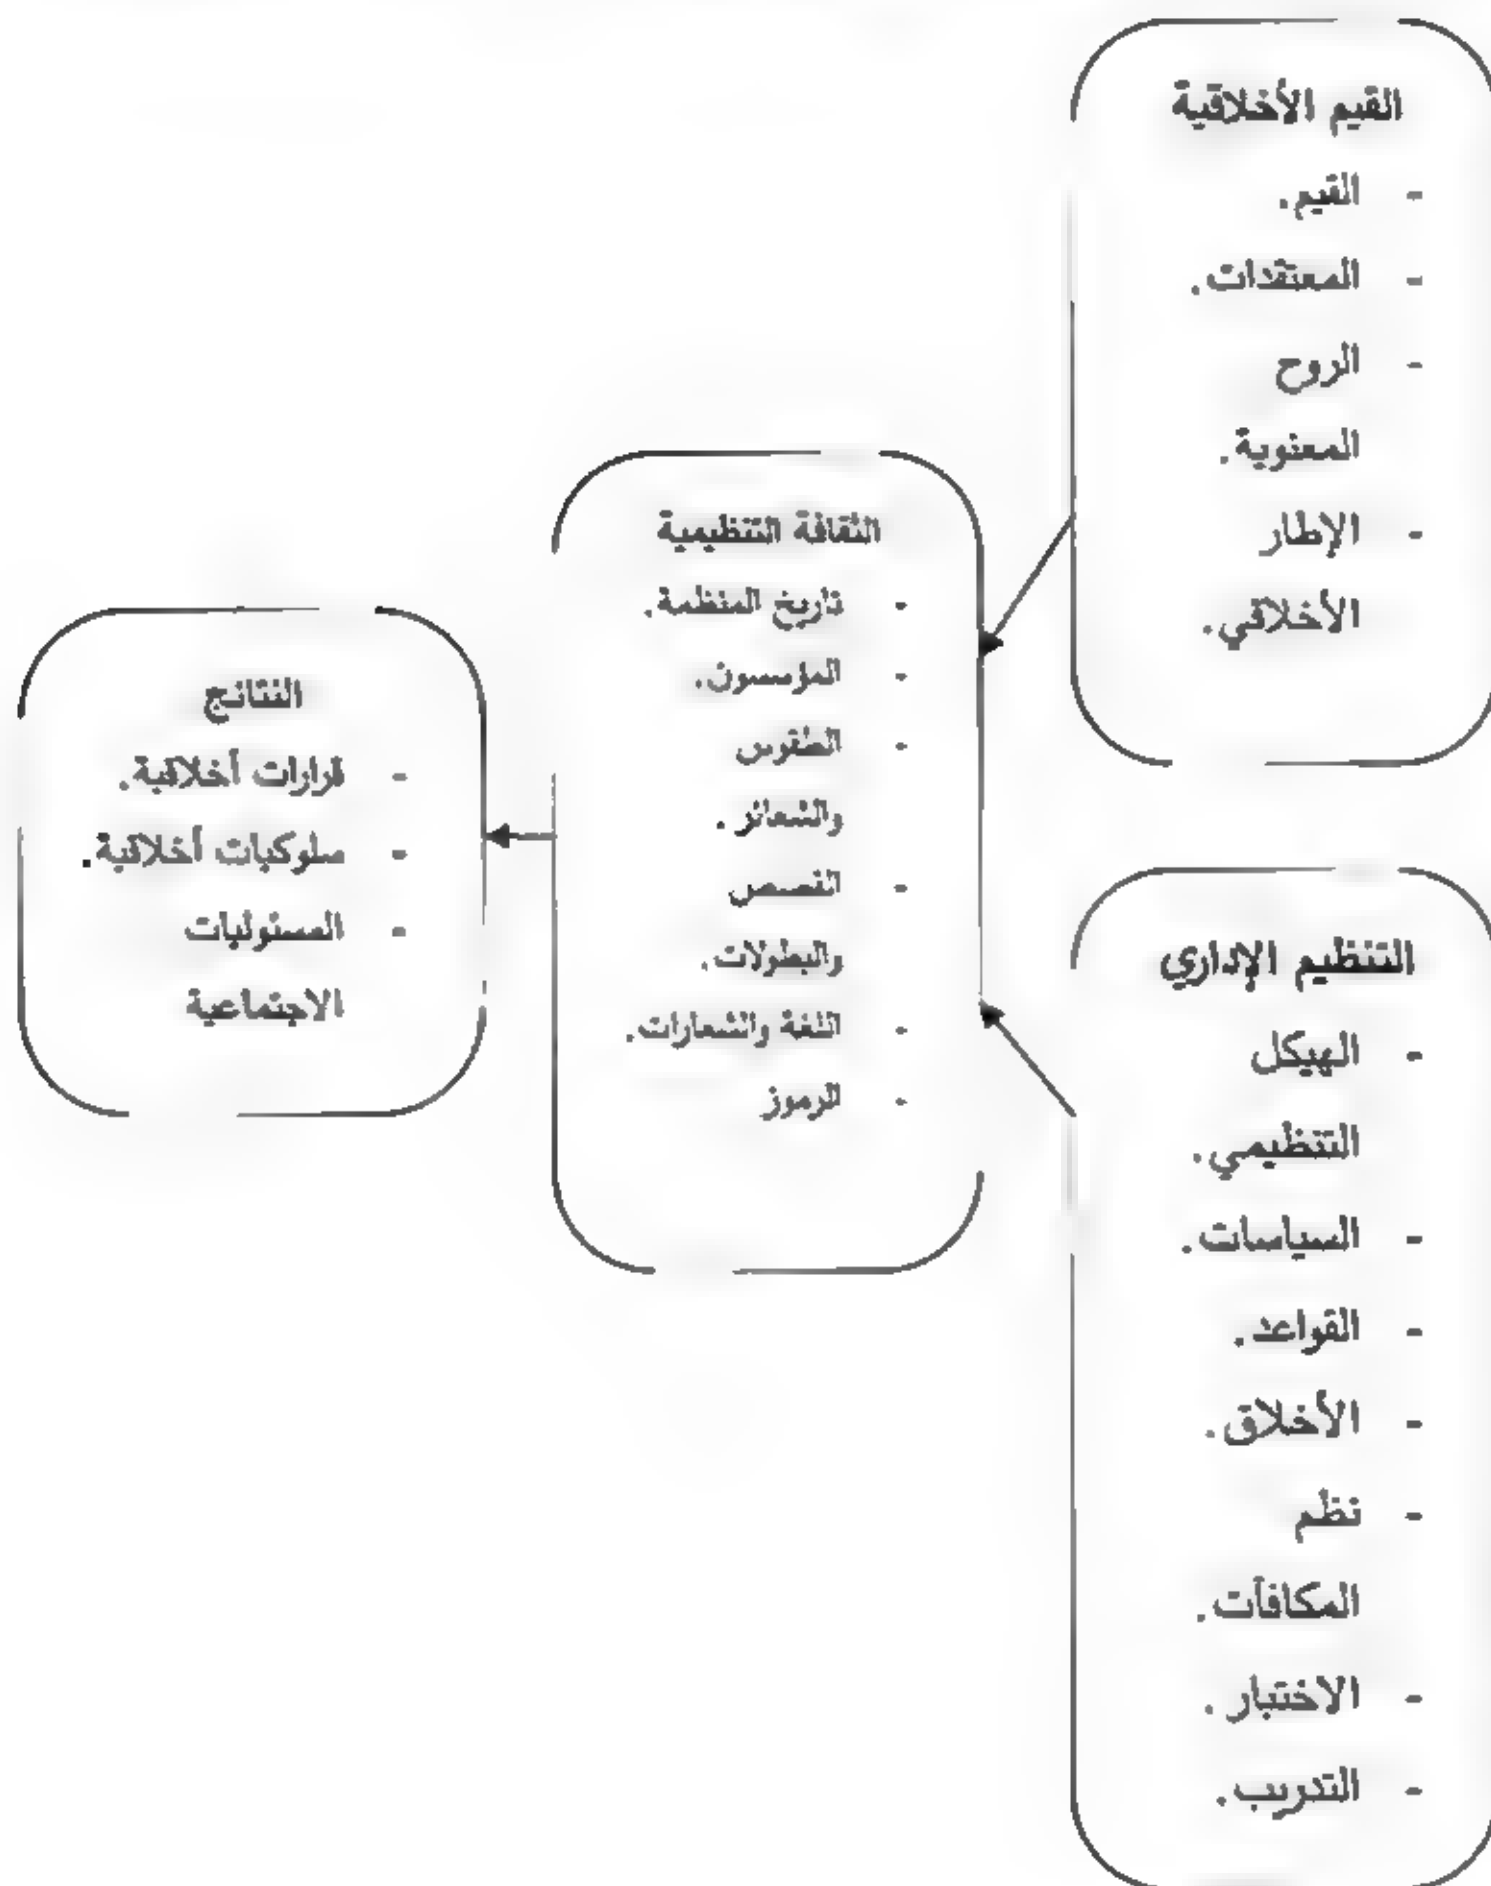 القيم الأخلاقية
- القيم.
- المعتقدات.
- الروح
المعنوية.
- الإطار
الأخلاقي.
التنظيم الإداري
- الهيكل
التنظيمي.
- السياسات.
- القواعد.
- الأخلاق.
- نظم
المكافآت.
- الاختبار.
- التدريب.
الثقافة التنظيمية
- تاريخ المنظمة.
- المؤسسون.
- الطقوس
والشعائر.
- القصص
والبطولات.
- اللغة والشعارات.
- الرموز
النتائج
- قرارات أخلاقية.
- سلوكيات أخلاقية.
- المسئوليات
الاجتماعية